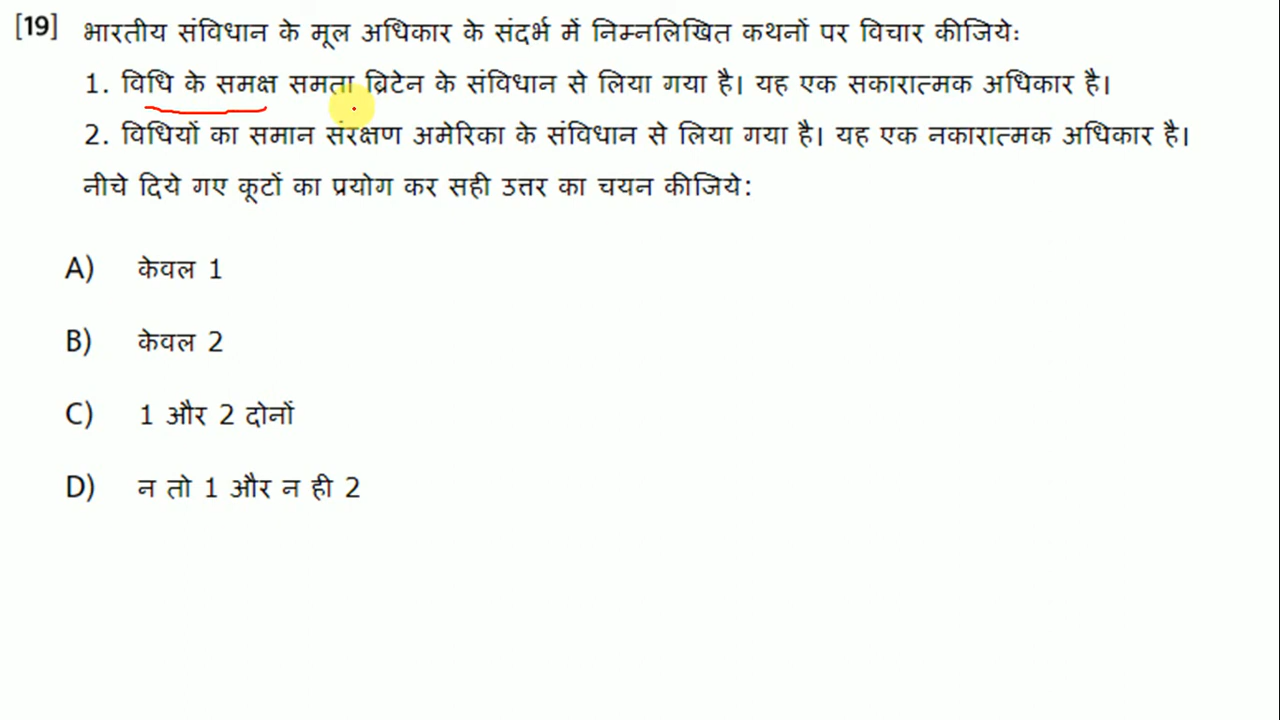 [19] भारतीय संविधान के मूल अधिकार के संदर्भ में निम्नलिखित कथनों पर विचार कीजिये:
1. विधि के समक्ष समता ब्रिटेन के संविधान से लिया गया है। यह एक सकारात्मक अधिकार है।
2. विधियों का समान संरक्षण अमेरिका के संविधान से लिया गया है। यह एक नकारात्मक अधिकार है।
नीचे दिये गए कूटों का प्रयोग कर सही उत्तर का चयन कीजिये:
A) केवल 1
B) केवल 2
C) 1 और 2 दोनों
D) न तो 1 और न ही 2